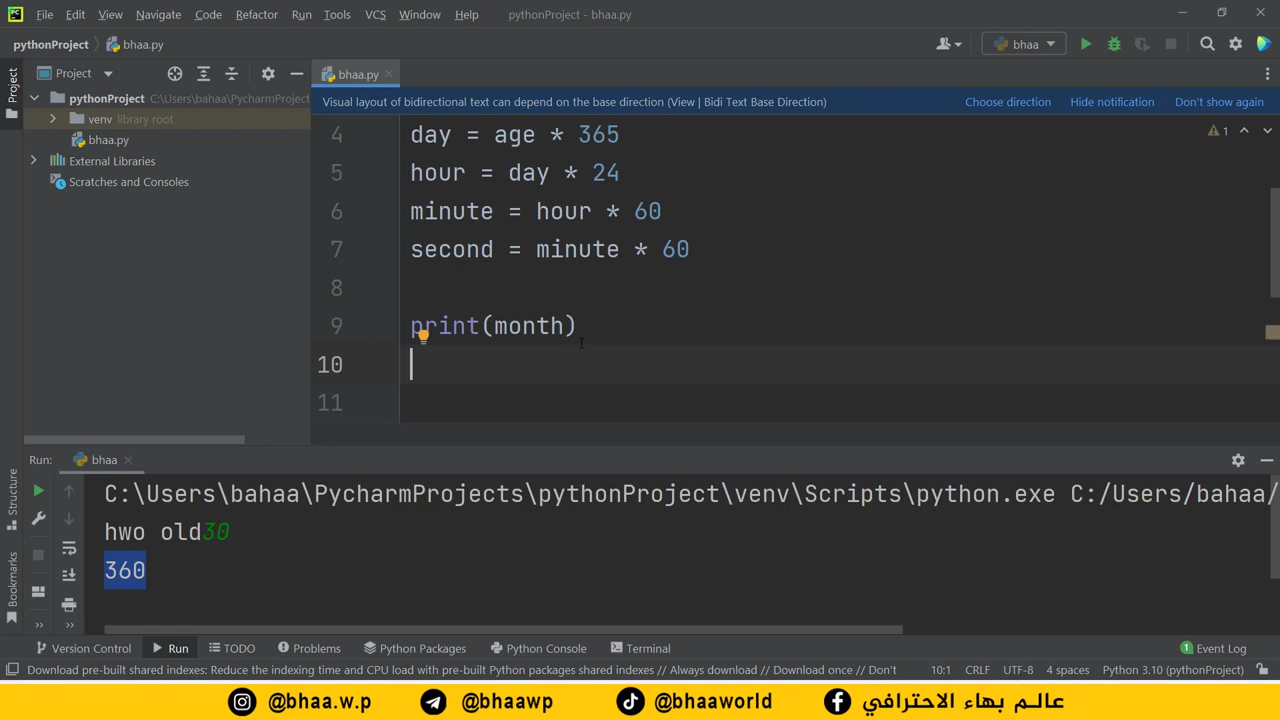 File Edit View Navigate Code Refactor Run Tools VCS Window Help pythonProject - bhaa.py
pythonProject bhaa.py bhaa
Project bhaa.py
Visual layout of bidirectional text can depend on the base direction (View | Bidi Text Base Direction) Choose direction Hide notification Don't show again
pythonProject C:\Users\bahaa\PycharmProject
venv library root
bhaa.py
External Libraries
Scratches and Consoles
1
4 day = age * 365
5 hour = day * 24
6 minute = hour * 60
7 second = minute * 60
8
9 print(month)
10
11
Project
Structure
Bookmarks
Run: bhaa
C:\Users\bahaa\PycharmProjects\pythonProject\venv\Scripts\python.exe C:/Users/bahaa/
hwo old30
360
Version Control Run TODO Problems Python Packages Python Console Terminal 1 Event Log
Download pre-built shared indexes: Reduce the indexing time and CPU load with pre-built Python packages shared indexes // Always download // Download once // Don't 10:1 CRLF UTF-8 4 spaces Python 3.10 (pythonProject)
@bhaa.w.p @bhaawp @bhaaworld عالم بهاء الاحترافي